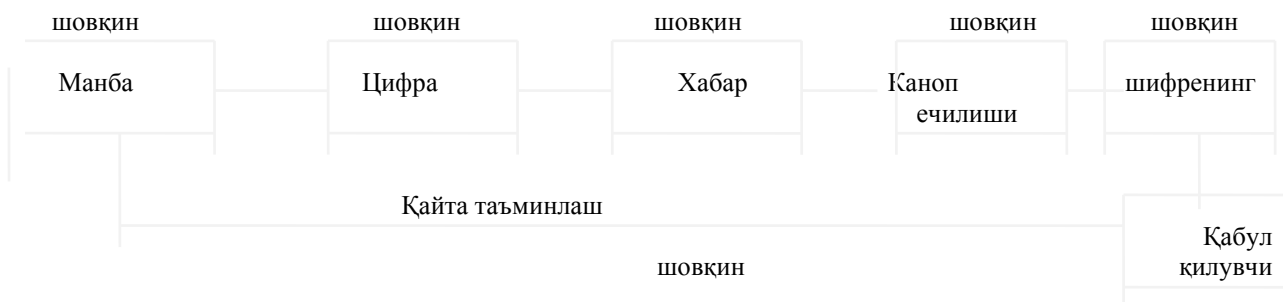 шовқин шовқин шовқин шовқин шовқин
Манба Цифра Хабар Каноп шифренинг
ечилиши
Қайта таъминлаш
Қабул
шовқин қилувчи